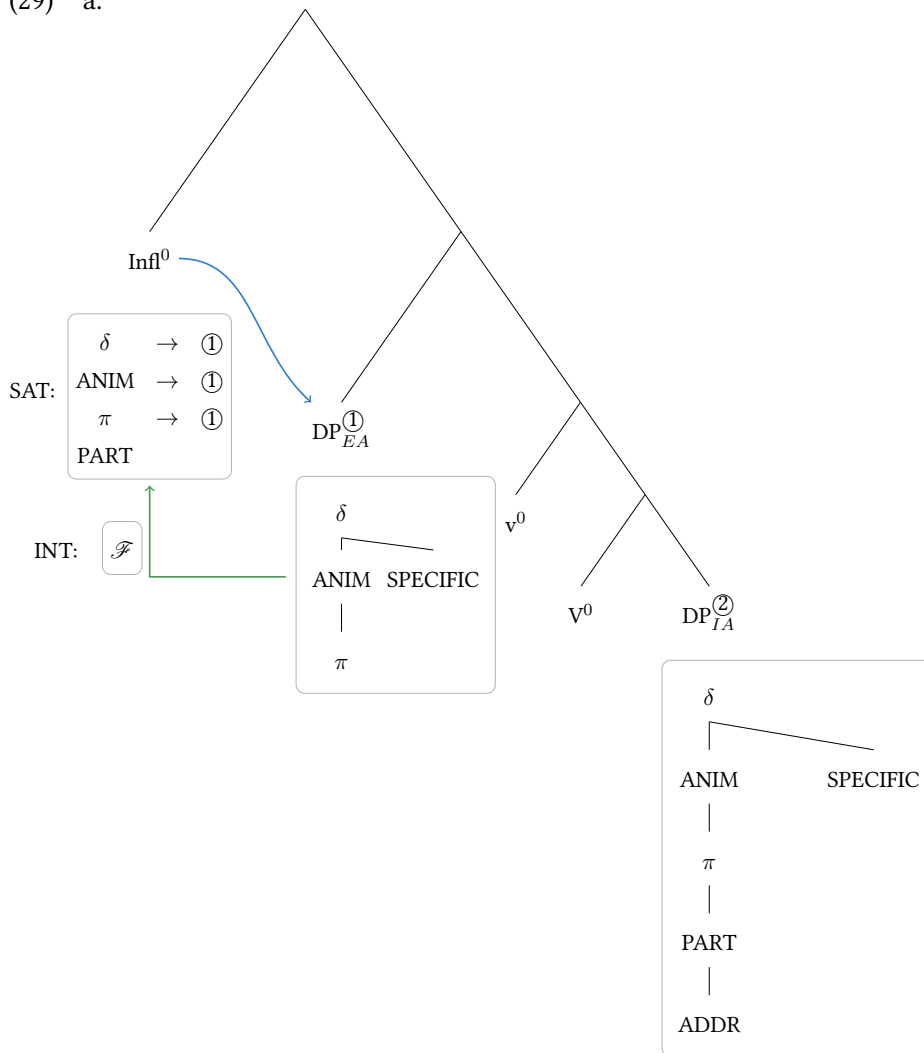 (29) a.
Infl⁰
SAT:
δ → ①
ANIM → ①
π → ①
PART
INT: ℱ
DP①EA
δ
ANIM SPECIFIC
π
v⁰
V⁰
DP②IA
δ
ANIM SPECIFIC
π
PART
ADDR